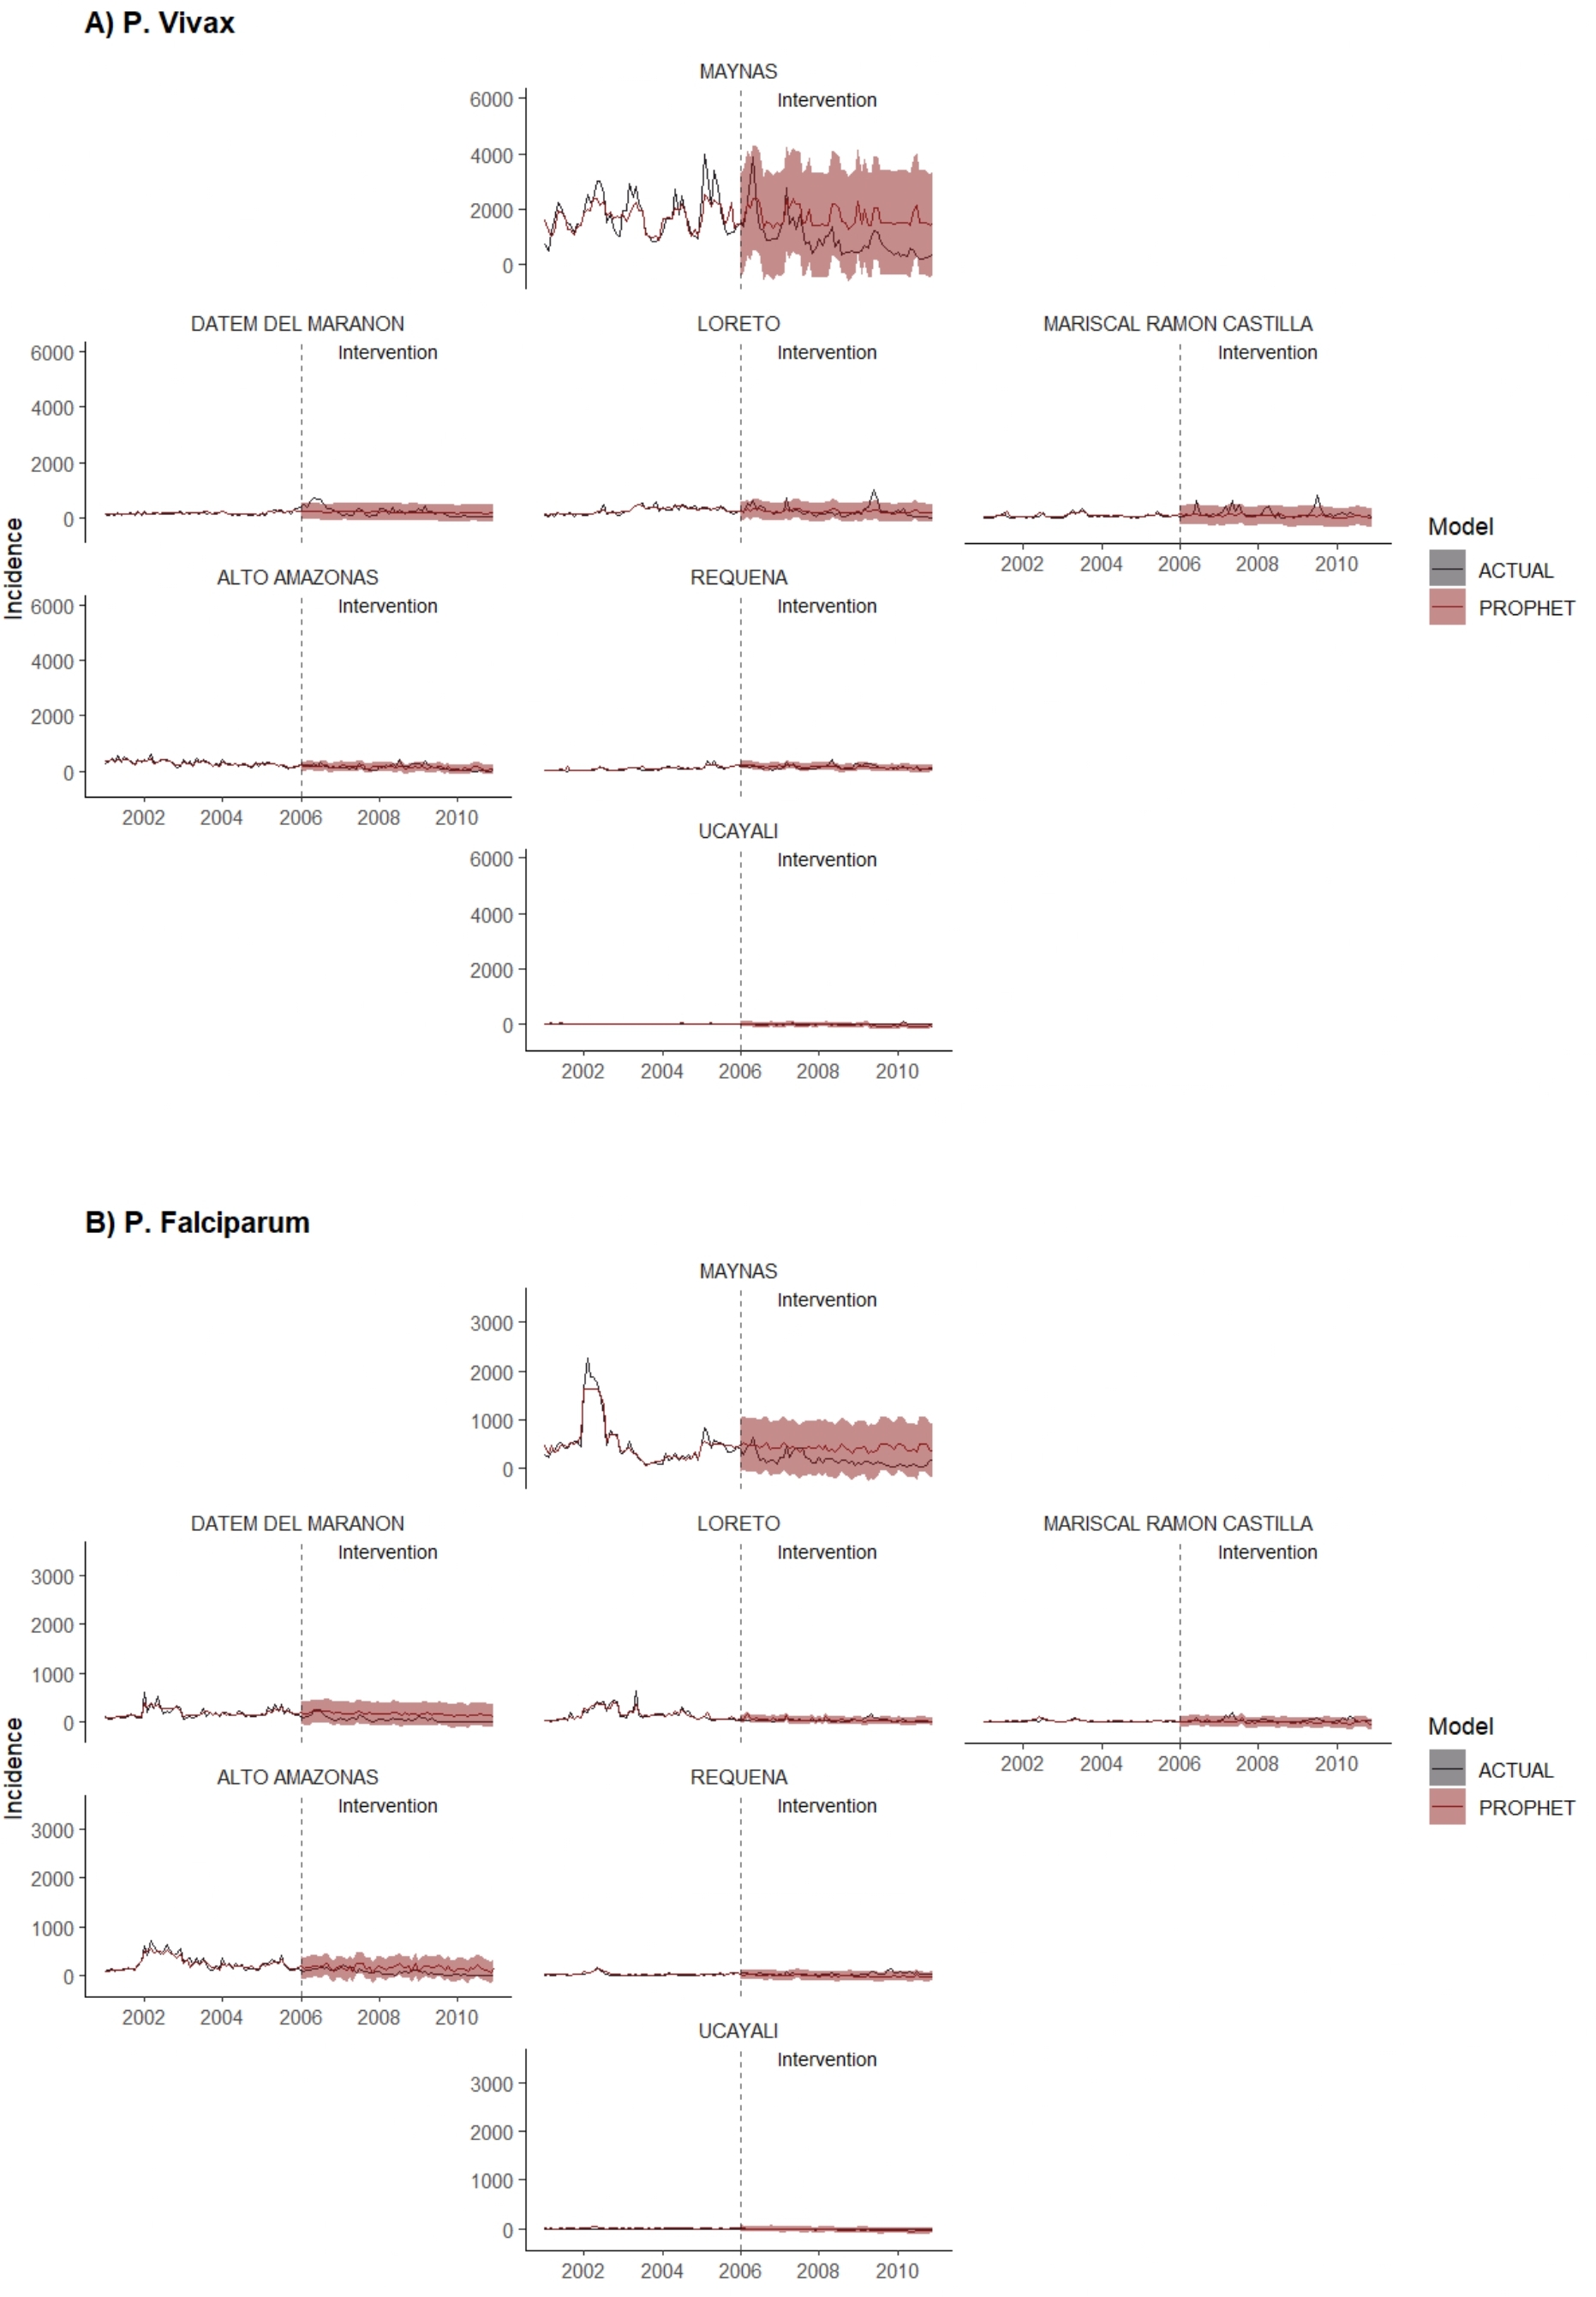 A) P. Vivax
MAYNAS
Intervention
6000
4000
2000
0
DATEM DEL MARANON
LORETO
MARISCAL RAMON CASTILLA
Intervention
Intervention
Intervention
6000
4000
2000
0
2002 2004 2006 2008 2010
Incidence
Model
ACTUAL
PROPHET
ALTO AMAZONAS
REQUENA
Intervention
Intervention
6000
4000
2000
0
2002 2004 2006 2008 2010
UCAYALI
Intervention
6000
4000
2000
0
2002 2004 2006 2008 2010
B) P. Falciparum
MAYNAS
Intervention
3000
2000
1000
0
DATEM DEL MARANON
LORETO
MARISCAL RAMON CASTILLA
Intervention
Intervention
Intervention
3000
2000
1000
0
2002 2004 2006 2008 2010
Incidence
Model
ACTUAL
PROPHET
ALTO AMAZONAS
REQUENA
Intervention
Intervention
3000
2000
1000
0
2002 2004 2006 2008 2010
UCAYALI
Intervention
3000
2000
1000
0
2002 2004 2006 2008 2010